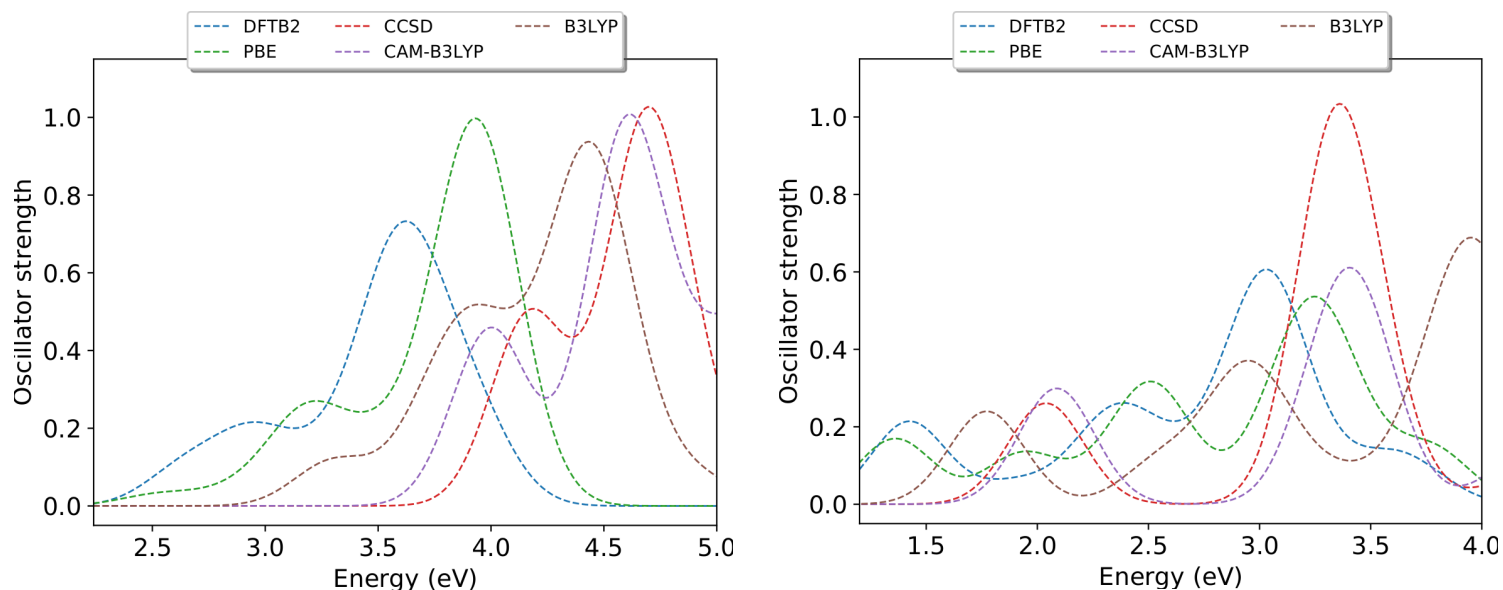 DFTB2 CCSD B3LYP
PBE CAM-B3LYP
1.0
0.8
0.6
0.4
0.2
0.0
Oscillator strength
2.5 3.0 3.5 4.0 4.5 5.0
Energy (eV)
DFTB2 CCSD B3LYP
PBE CAM-B3LYP
1.0
0.8
0.6
0.4
0.2
0.0
Oscillator strength
1.5 2.0 2.5 3.0 3.5 4.0
Energy (eV)